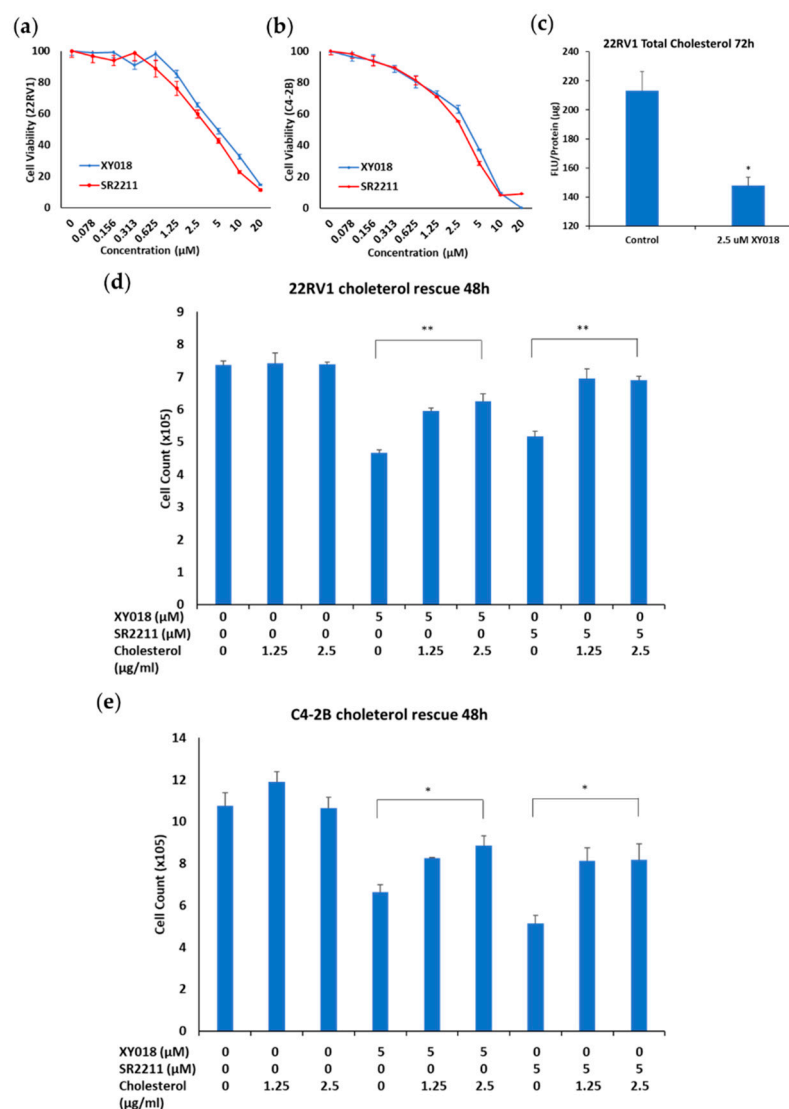 (a)
100
80
60
40
20
0
Cell Viability (22RV1)
XY018
SR2211
0 0.078 0.156 0.313 0.625 1.25 2.5 5 10 20
Concentration (µM)
(b)
100
80
60
40
20
0
Cell Viability (C4-2B)
XY018
SR2211
0 0.078 0.156 0.313 0.625 1.25 2.5 5 10 20
Concentration (µM)
(c)
22RV1 Total Cholesterol 72h
240
220
200
180
160
140
120
FLU/Protein (µg)
*
Control 2.5 uM XY018
(d)
22RV1 choleterol rescue 48h
9
8
7
6
5
4
3
2
1
0
Cell Count (x105)
** **
XY018 (µM) 0 0 0 5 5 5 0 0 0
SR2211 (µM) 0 0 0 0 0 0 5 5 5
Cholesterol 0 1.25 2.5 0 1.25 2.5 0 1.25 2.5
(µg/ml)
(e)
C4-2B choleterol rescue 48h
14
12
10
8
6
4
2
0
Cell Count (x105)
* *
XY018 (µM) 0 0 0 5 5 5 0 0 0
SR2211 (µM) 0 0 0 0 0 0 5 5 5
Cholesterol 0 1.25 2.5 0 1.25 2.5 0 1.25 2.5
(µg/ml)